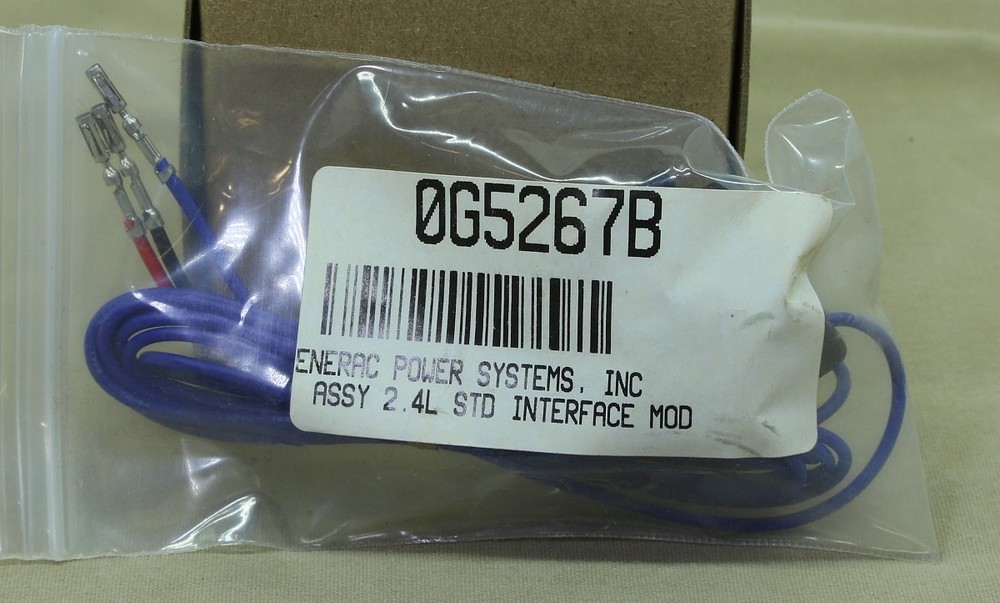 0G5267B
ENERAC POWER SYSTEMS, INC
ASSY 2.4L STD INTERFACE MOD